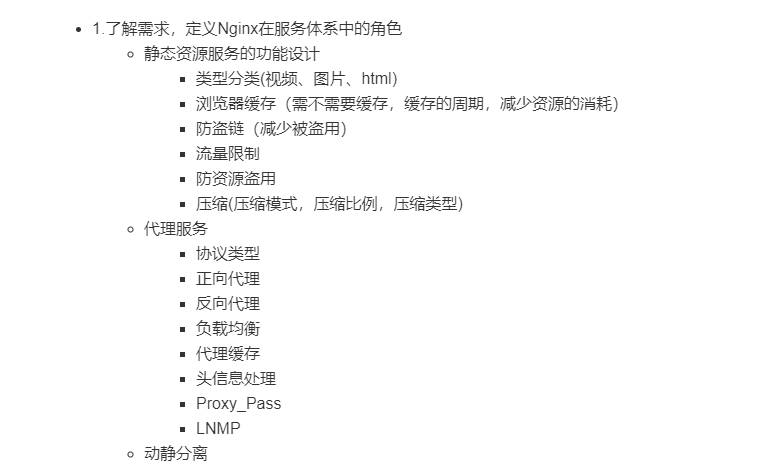 1.了解需求，定义Nginx在服务体系中的角色
静态资源服务的功能设计
类型分类(视频、图片、html)
浏览器缓存（需不需要缓存，缓存的周期，减少资源的消耗）
防盗链（减少被盗用）
流量限制
防资源盗用
压缩(压缩模式，压缩比例，压缩类型)
代理服务
协议类型
正向代理
反向代理
负载均衡
代理缓存
头信息处理
Proxy_Pass
LNMP
动静分离